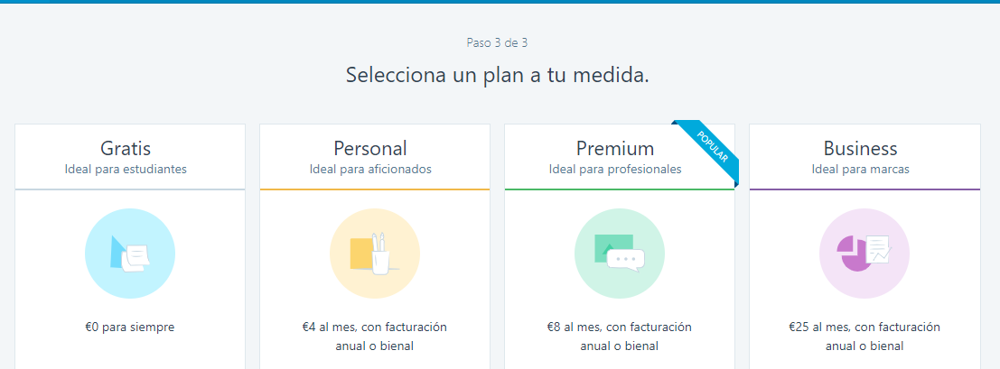 Paso 3 de 3
Selecciona un plan a tu medida.
Gratis
Ideal para estudiantes
€0 para siempre
Personal
Ideal para aficionados
€4 al mes, con facturación
anual o bienal
POPULAR
Premium
Ideal para profesionales
€8 al mes, con facturación
anual o bienal
Business
Ideal para marcas
€25 al mes, con facturación
anual o bienal